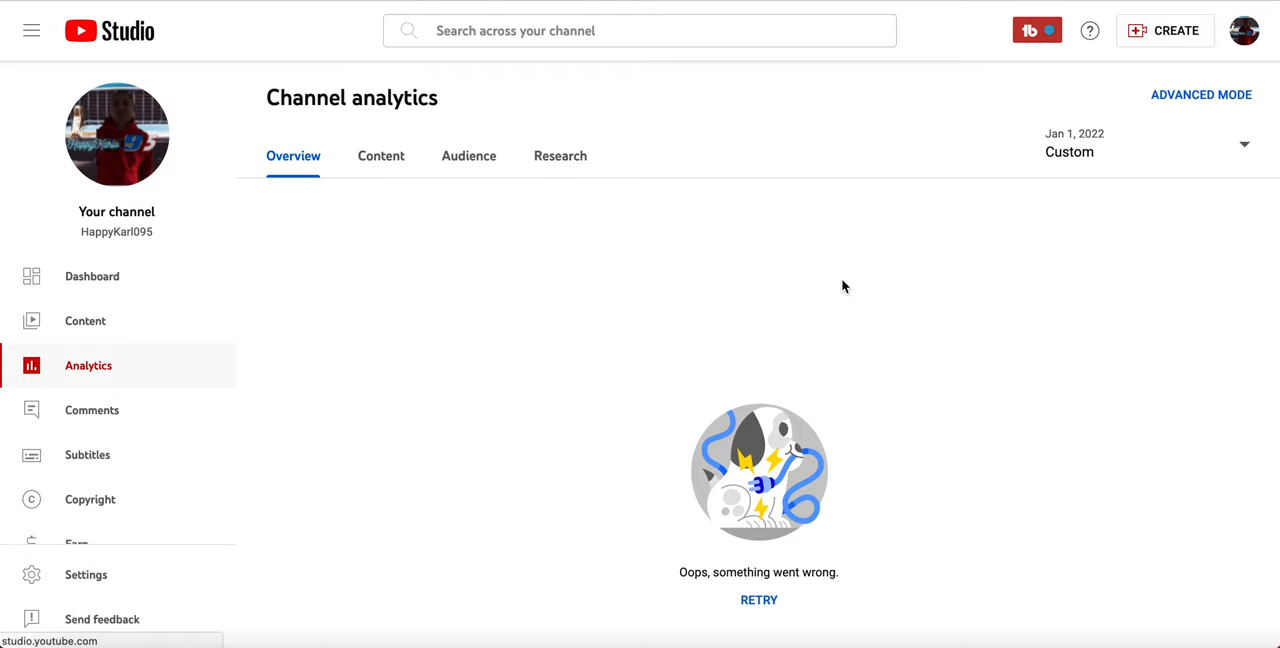 Studio
Search across your channel
tb
?
CREATE
Channel analytics
ADVANCED MODE
Overview
Content
Audience
Research
Jan 1, 2022
Custom
Your channel
HappyKarl095
Dashboard
Content
Analytics
Comments
Subtitles
Copyright
Earn
Settings
Send feedback
studio.youtube.com
Oops, something went wrong.
RETRY